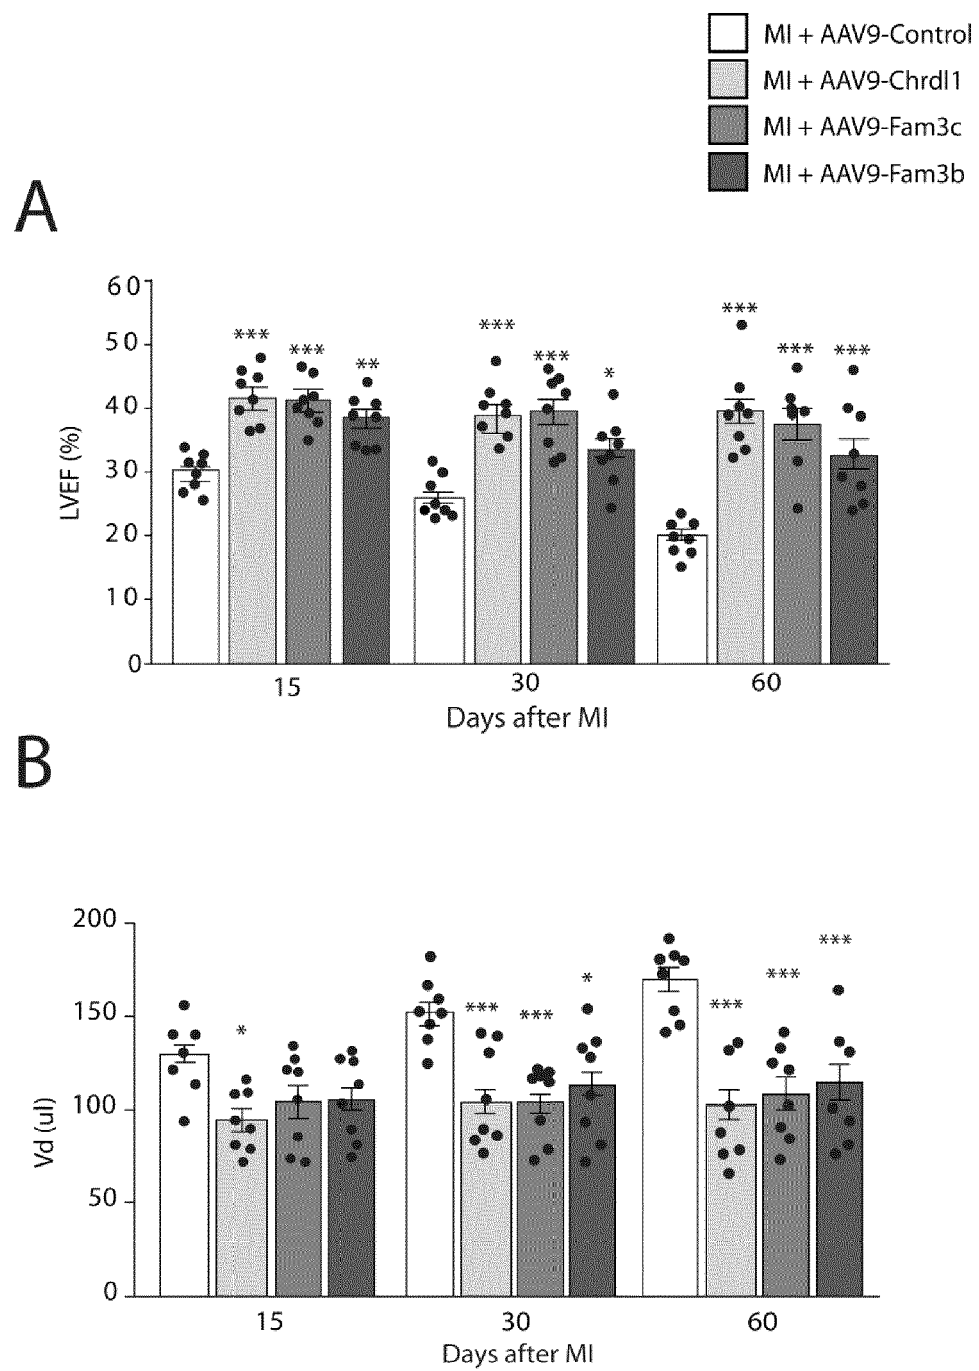 MI + AAV9-Control
MI + AAV9-Chrdl1
MI + AAV9-Fam3c
MI + AAV9-Fam3b
A
60
50
40
30
20
10
0
LVEF (%)
*** *** **
*** *** *
*** *** ***
15 30 60
Days after MI
B
200
150
100
50
0
Vd (ul)
*
*** *** *
*** *** ***
15 30 60
Days after MI